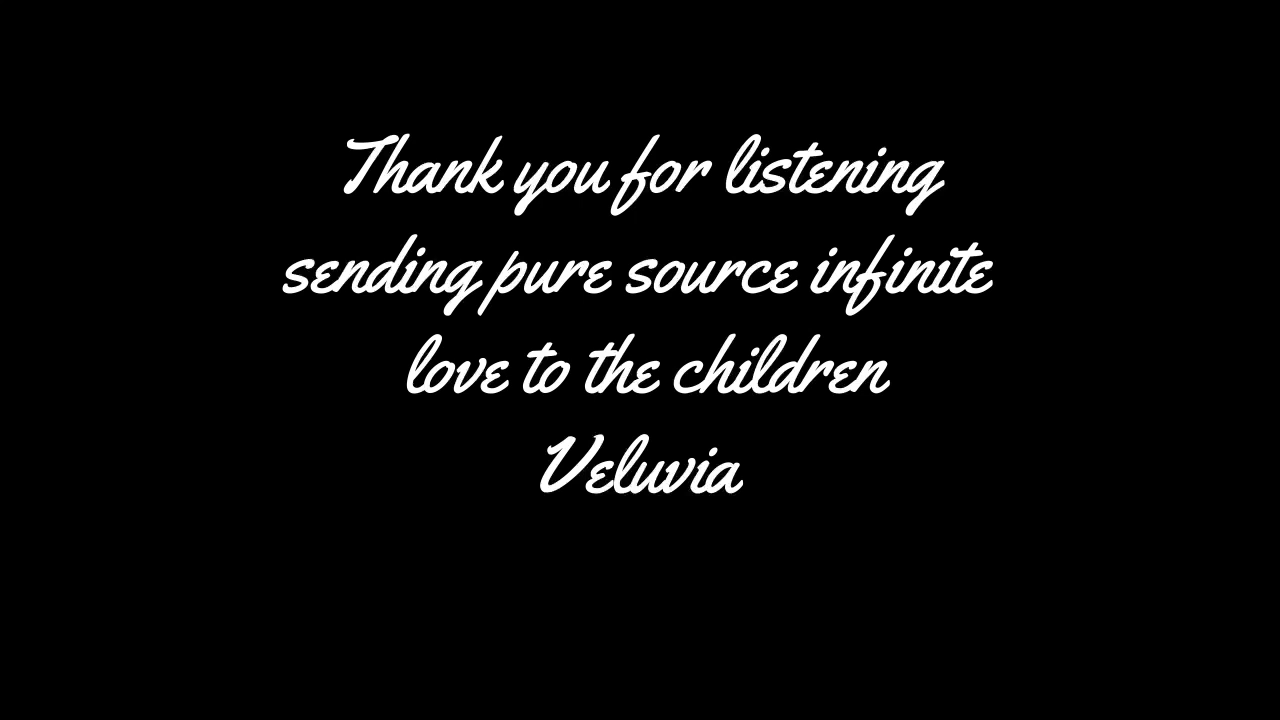 Thank you for listening
sending pure source infinite
love to the children
Veluvia